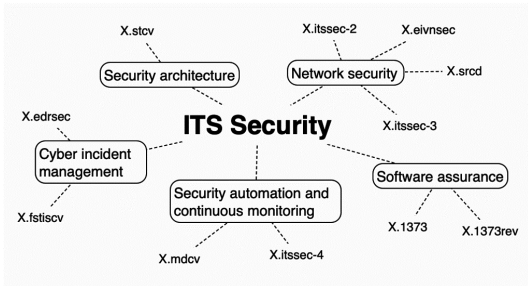 X.stcv
X.itssec-2
X.eivnsec
Security architecture
Network security
X.srcd
X.edrsec
ITS Security
X.itssec-3
Cyber incident
management
Security automation and
continuous monitoring
Software assurance
X.fstiscv
X.mdcv
X.itssec-4
X.1373
X.1373rev